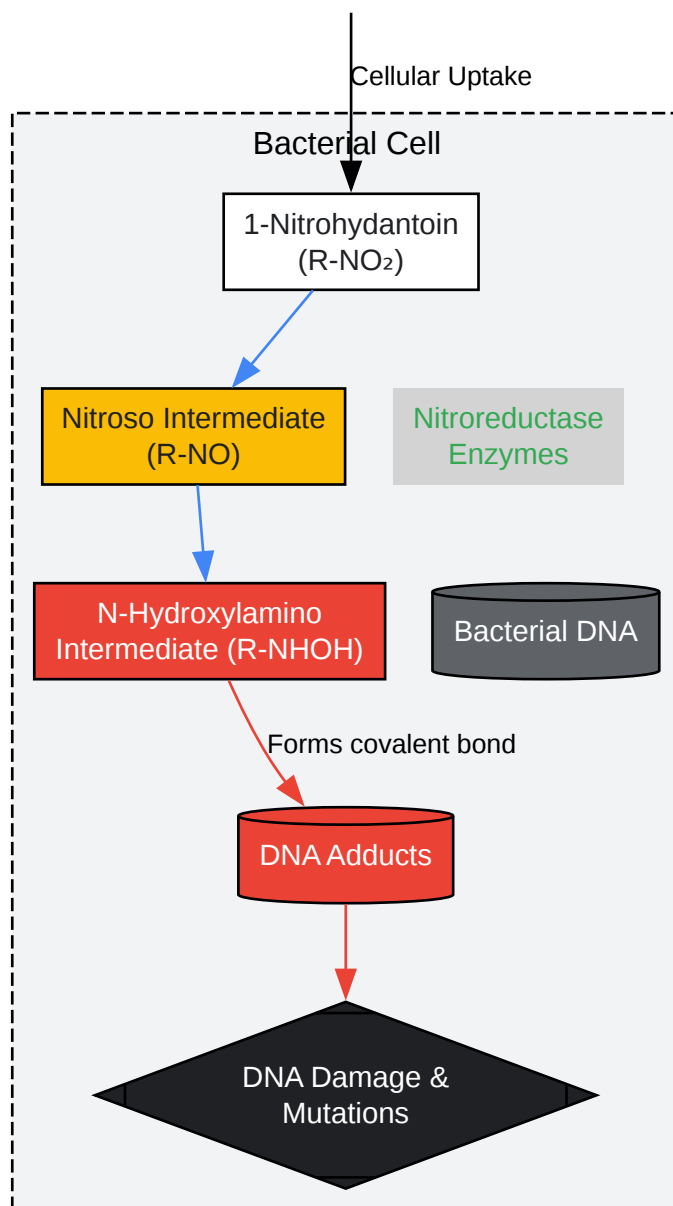 Cellular Uptake
Bacterial Cell
1-Nitrohydantoin
(R-NO₂)
Nitroso Intermediate
(R-NO)
Nitroreductase
Enzymes
N-Hydroxylamino
Intermediate (R-NHOH)
Bacterial DNA
Forms covalent bond
DNA Adducts
DNA Damage &
Mutations